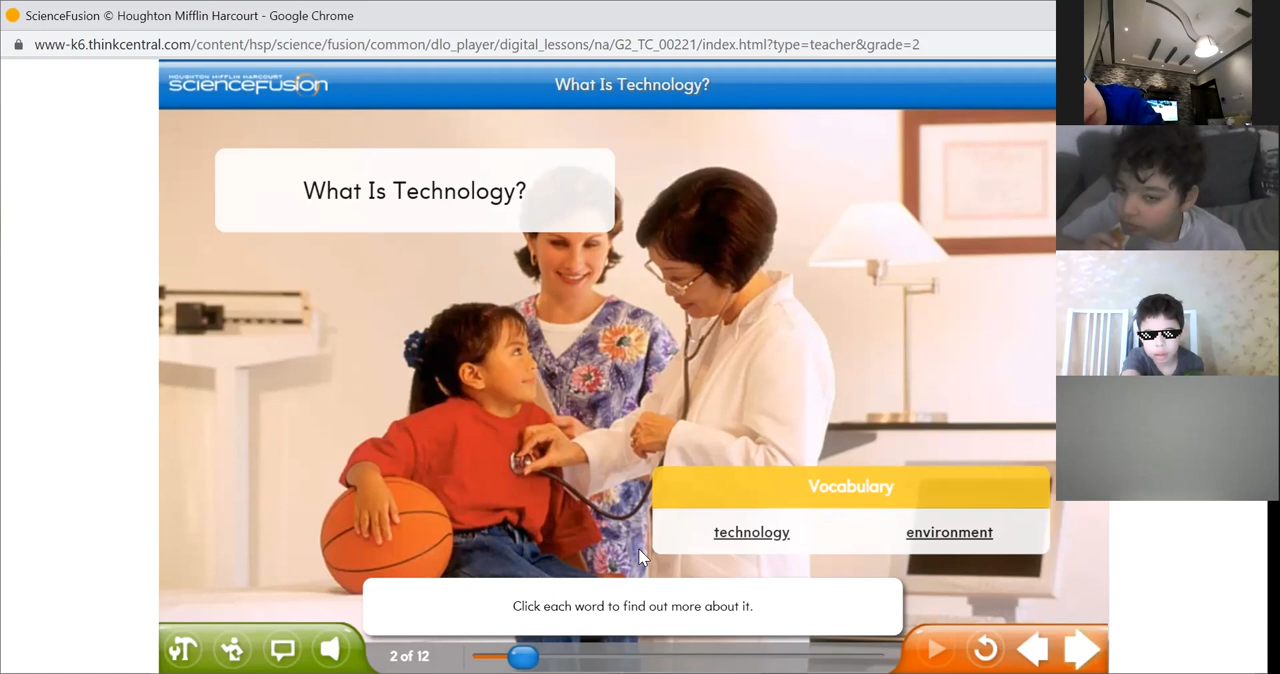 ScienceFusion © Houghton Mifflin Harcourt - Google Chrome
www-k6.thinkcentral.com/content/hsp/science/fusion/common/dlo_player/digital_lessons/na/G2_TC_00221/index.html?type=teacher&grade=2
HOUGHTON MIFFLIN HARCOURT
scienceFusion
What Is Technology?
What Is Technology?
Vocabulary
technology environment
Click each word to find out more about it.
2 of 12